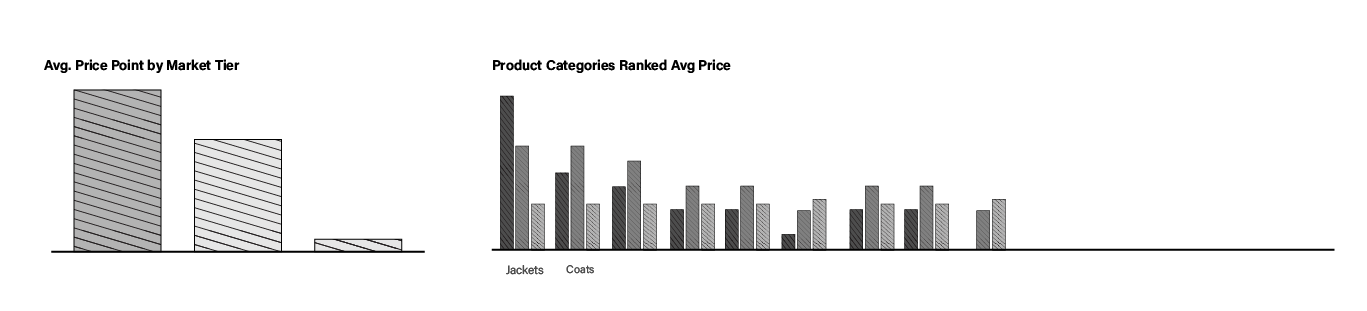 Avg. Price Point by Market Tier
Product Categories Ranked Avg Price
Jackets
Coats